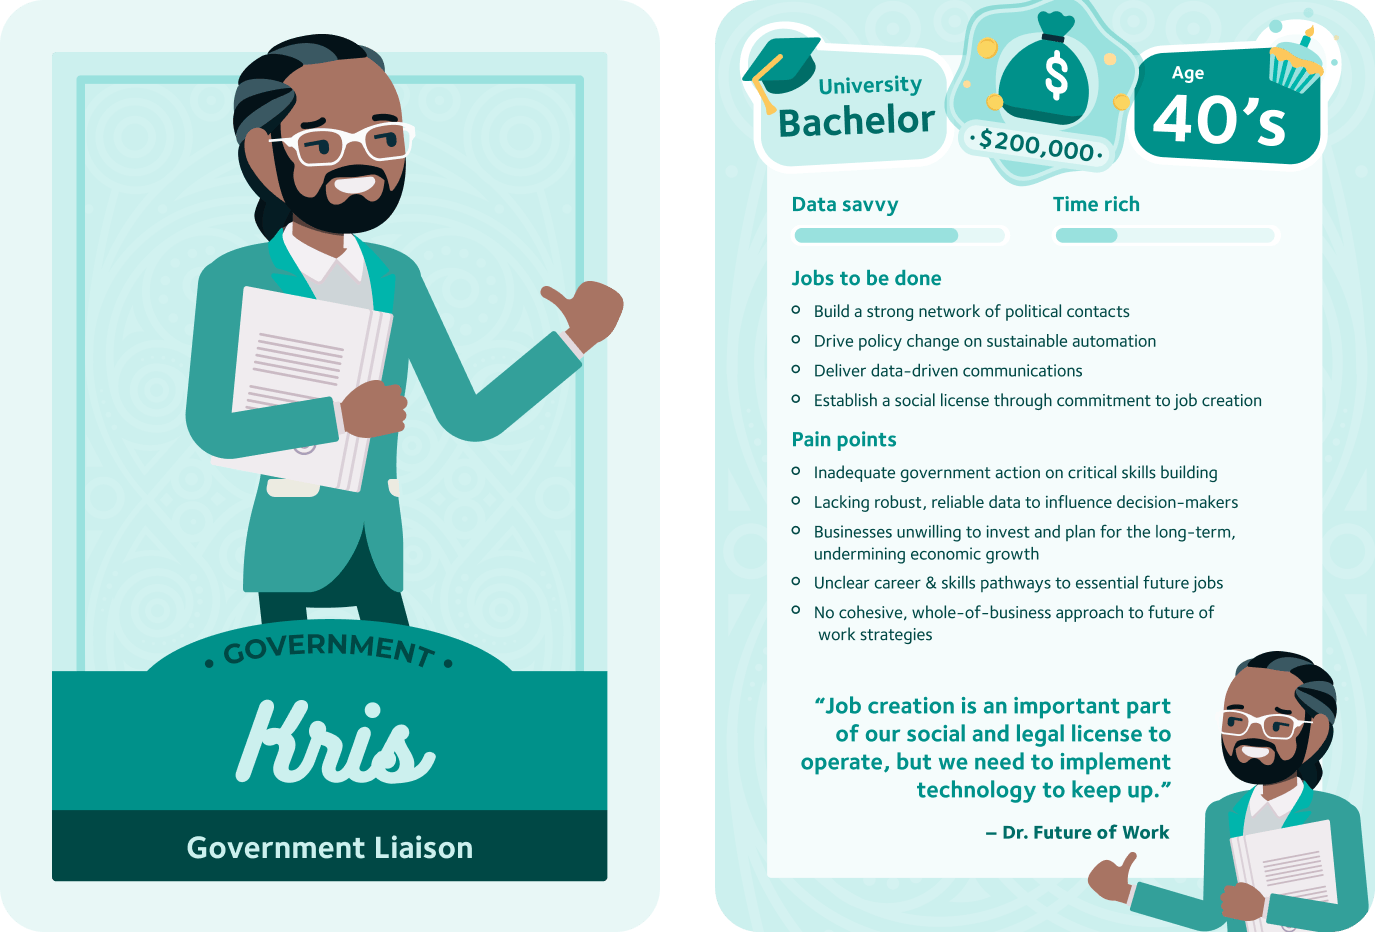 • GOVERNMENT •
Kris
Government Liaison
University
Bachelor
$
•$200,000•
Age
40's
Data savvy
Time rich
Jobs to be done
Build a strong network of political contacts
Drive policy change on sustainable automation
Deliver data-driven communications
Establish a social license through commitment to job creation
Pain points
Inadequate government action on critical skills building
Lacking robust, reliable data to influence decision-makers
Businesses unwilling to invest and plan for the long-term,
undermining economic growth
Unclear career & skills pathways to essential future jobs
No cohesive, whole-of-business approach to future of
work strategies
“Job creation is an important part
of our social and legal license to
operate, but we need to implement
technology to keep up.”
– Dr. Future of Work